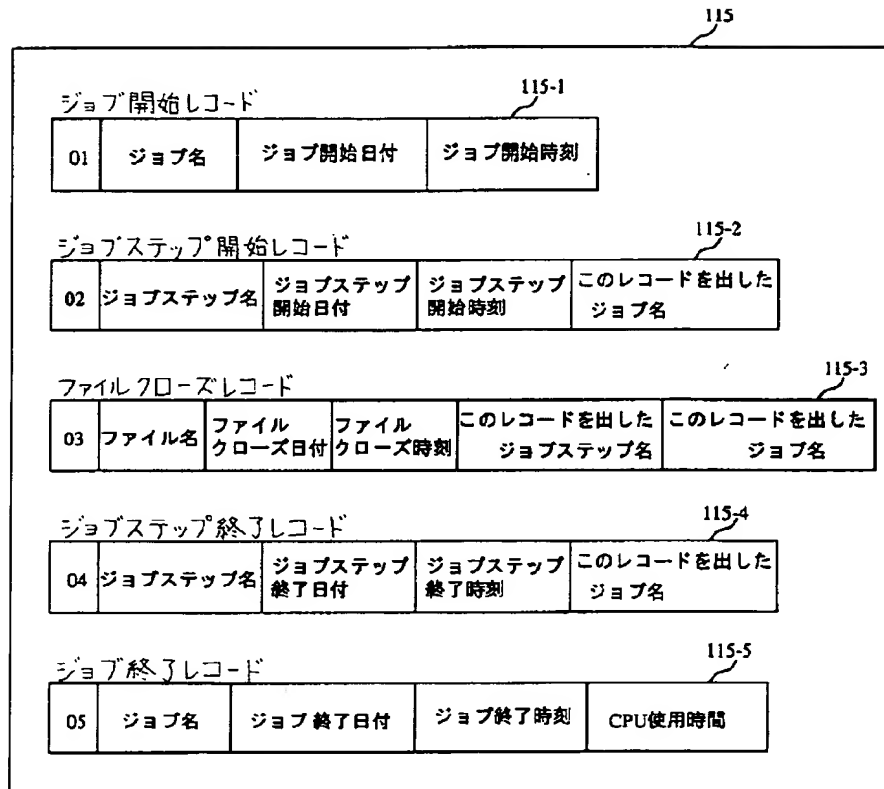 115
ジョブ開始レコード
115-1
01 ジョブ名 ジョブ開始日付 ジョブ開始時刻
ジョブステップ開始レコード
115-2
02 ジョブステップ名 ジョブステップ開始日付 ジョブステップ開始時刻 このレコードを出したジョブ名
ファイルクローズレコード
115-3
03 ファイル名 ファイルクローズ日付 ファイルクローズ時刻 このレコードを出したジョブステップ名 このレコードを出したジョブ名
ジョブステップ終了レコード
115-4
04 ジョブステップ名 ジョブステップ終了日付 ジョブステップ終了時刻 このレコードを出したジョブ名
ジョブ終了レコード
115-5
05 ジョブ名 ジョブ終了日付 ジョブ終了時刻 CPU使用時間